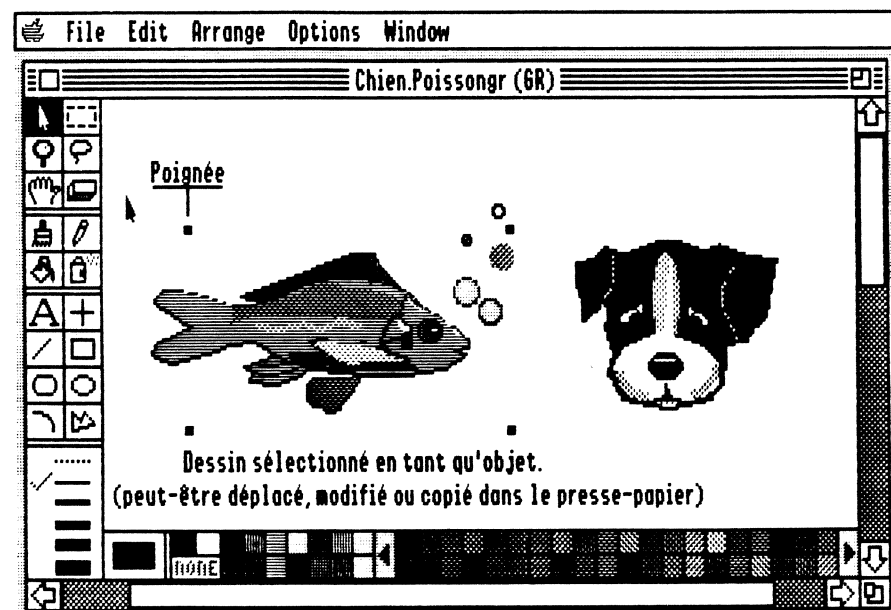 File Edit Arrange Options Window
Chien.Poissongr (GR)
Poignée
A
Dessin sélectionné en tant qu'objet.
(peut-être déplacé, modifié ou copié dans le presse-papier)
none